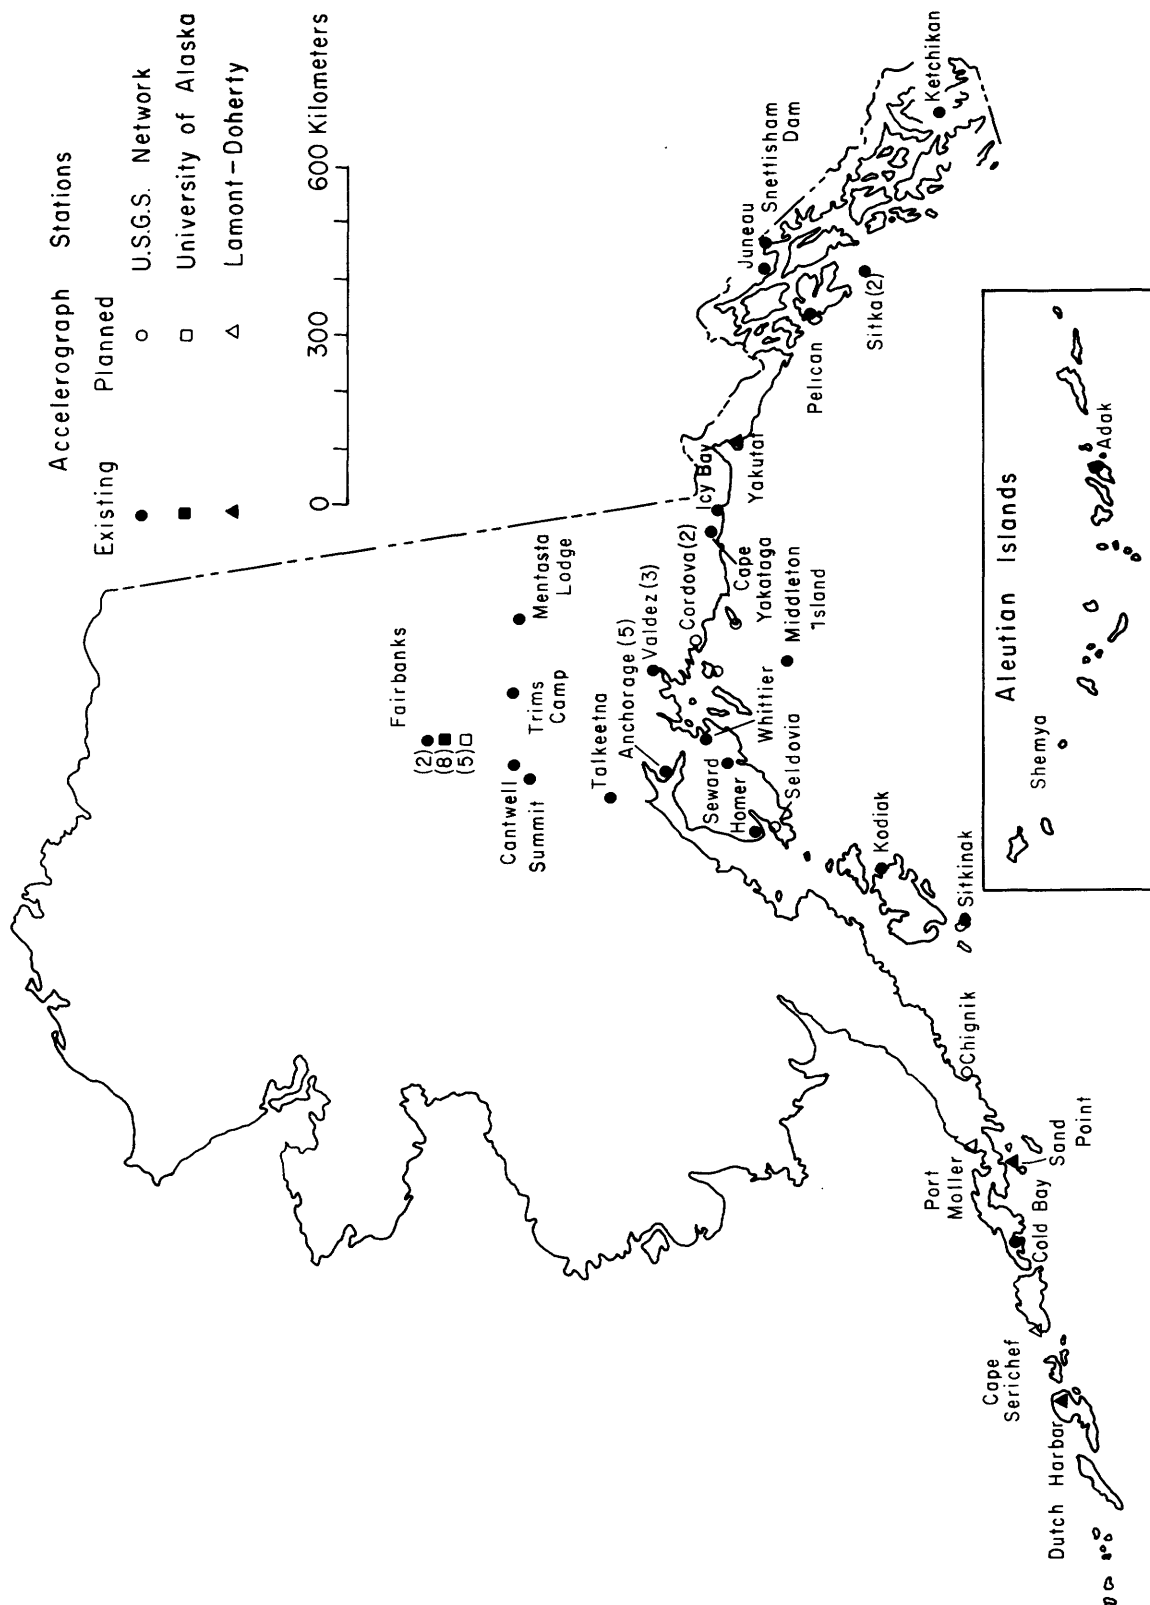 Accelerograph Stations
Existing Planned
U.S.G.S. Network
University of Alaska
Lamont-Doherty
0 300 600 Kilometers
Fairbanks
(2)
(8)
(5)
Mentasta
Lodge
Trims
Camp
Cantwell
Summit
Talkeetna
Anchorage (5)
Valdez (3)
Cordova (2)
Icy Bay
Cape
Yakataga
Middleton
Island
Yakutat
Whittier
Seward
Homer
Seldovia
Juneau
Snettisham
Dam
Pelican
Sitka (2)
Ketchikan
Kodiak
Sitkinak
Chignik
Port
Moller
Sand
Point
Cold Bay
Cape
Serichef
Dutch Harbar
Aleutian Islands
Shemya
Adak